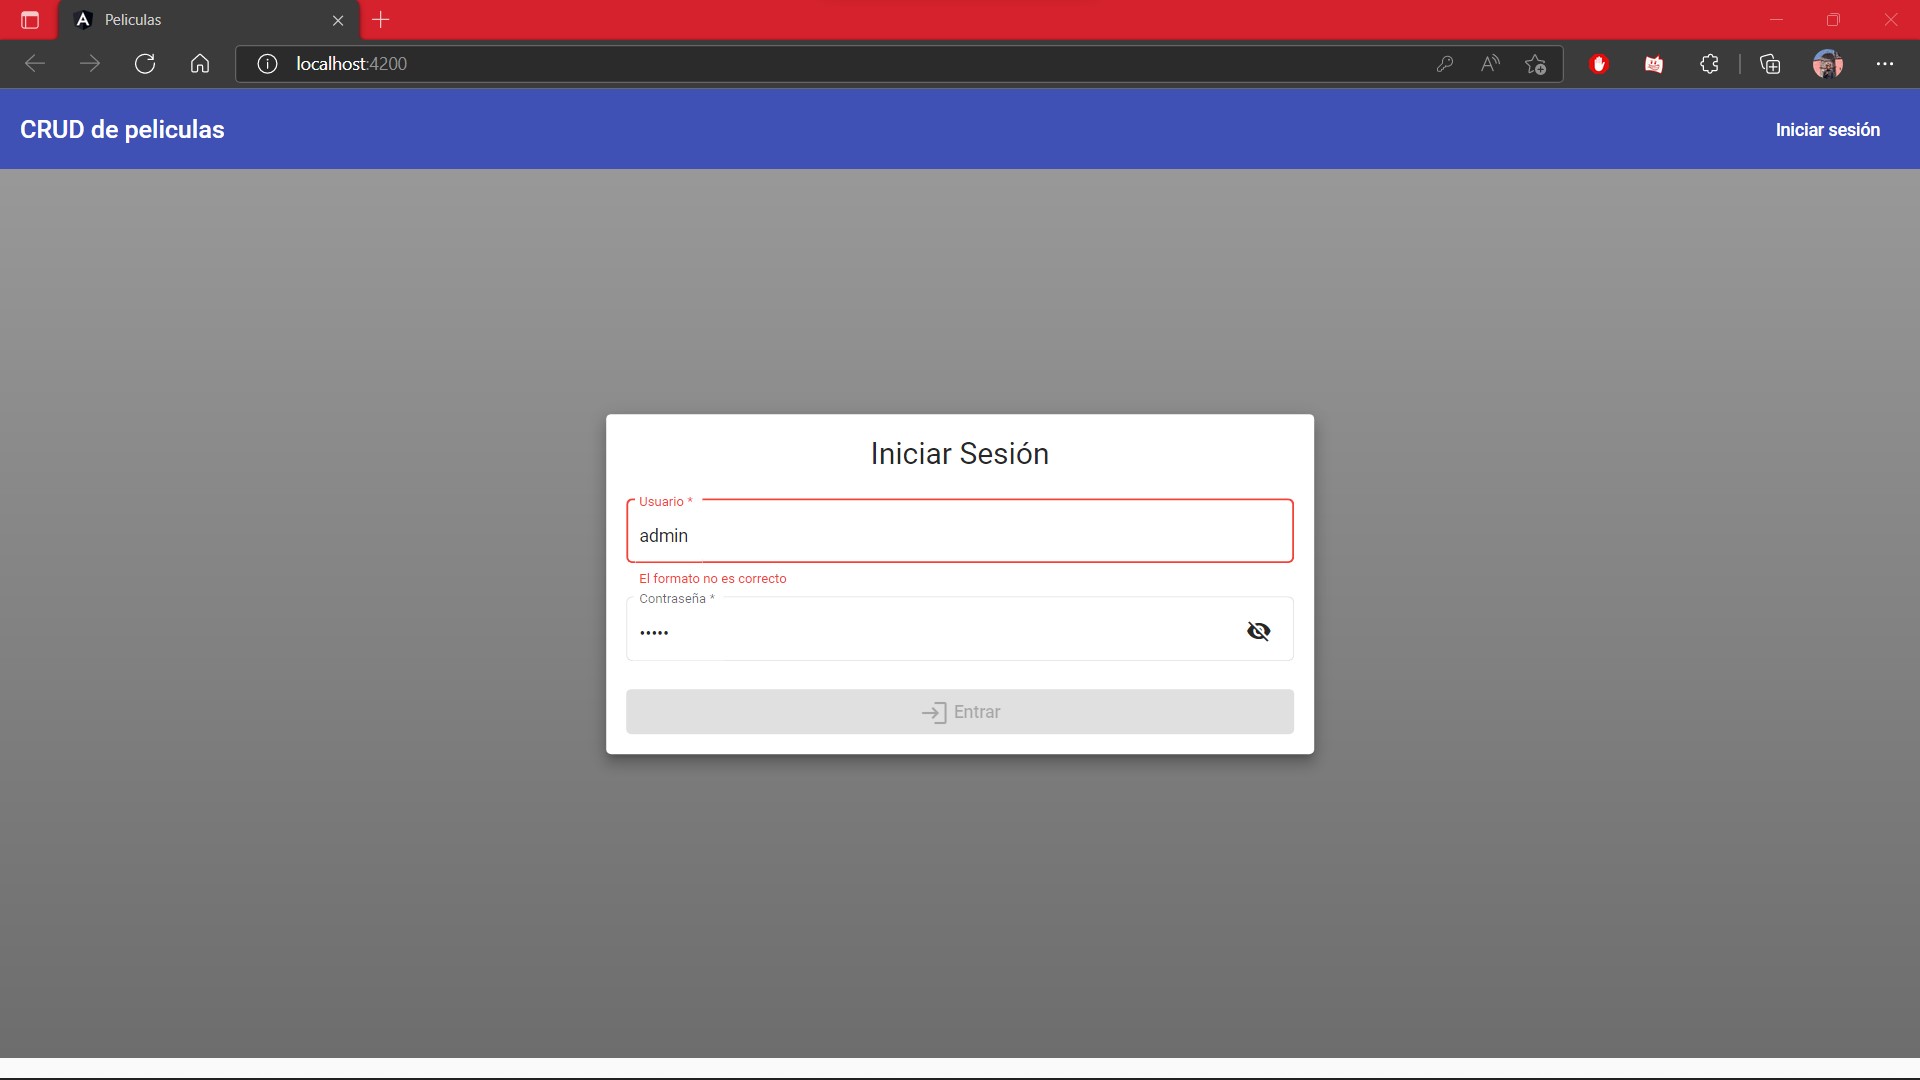 Peliculas
localhost:4200
CRUD de peliculas
Iniciar sesión
Iniciar Sesión
Usuario *
admin
El formato no es correcto
Contraseña *
•••••
Entrar